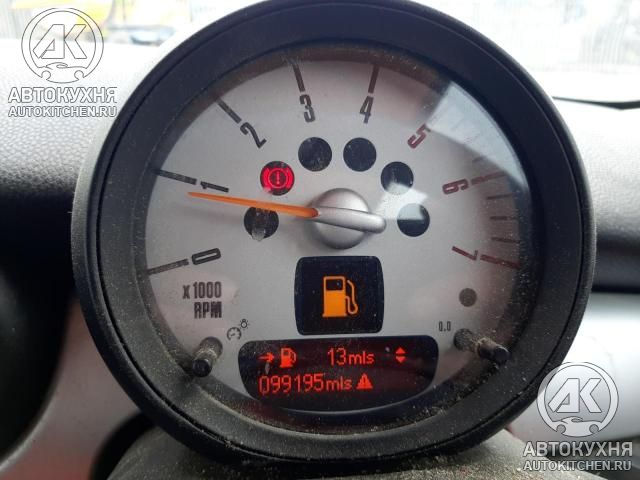 АК
АВТОКУХНЯ
AUTOKITCHEN.RU
0
1
2
3
4
5
6
7
x1000
RPM
0.0
13mls
099195mls
АК
АВТОКУХНЯ
AUTOKITCHEN.RU